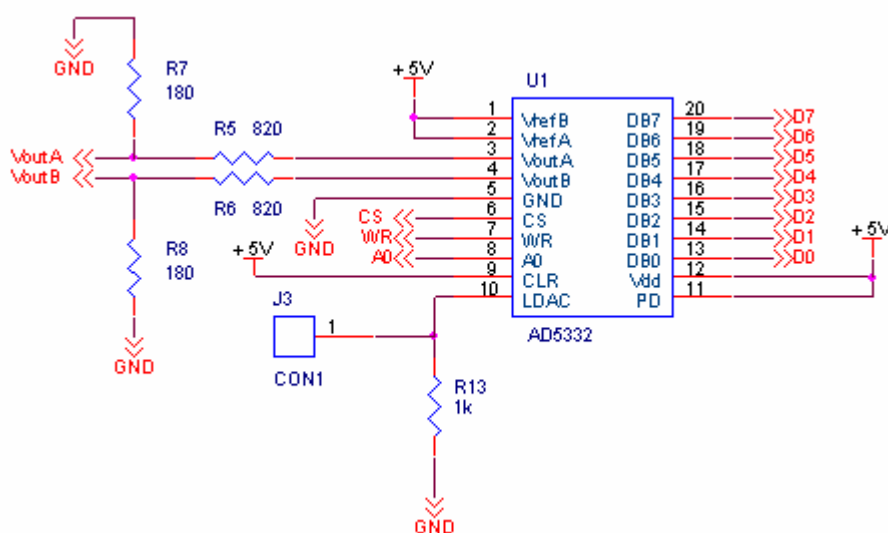 GND
R7
180
+5V
U1
R5 820
VoutA
VoutB
R6 820
R8
180
GND
+5V
GND
CS
WR
A0
1 VrefB DB7 20 D7
2 VrefA DB6 19 D6
3 VoutA DB5 18 D5
4 VoutB DB4 17 D4
5 GND DB3 16 D3
6 CS DB2 15 D2
7 WR DB1 14 D1
8 A0 DB0 13 D0
9 CLR Vdd 12
10 LDAC PD 11
+5V
AD5332
J3
1
CON1
R13
1k
GND